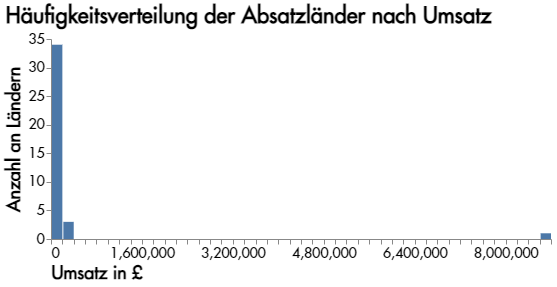 Häufigkeitsverteilung der Absatzländer nach Umsatz
Anzahl an Ländern
35
30
25
20
15
10
5
0
0 1,600,000 3,200,000 4,800,000 6,400,000 8,000,000
Umsatz in £